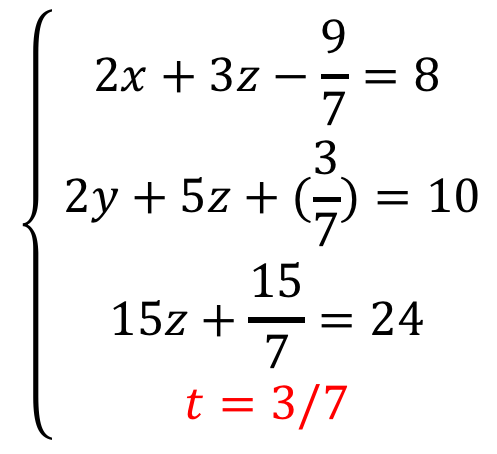 2x + 3z − 9/7 = 8
2y + 5z + (3/7) = 10
15z + 15/7 = 24
t = 3/7